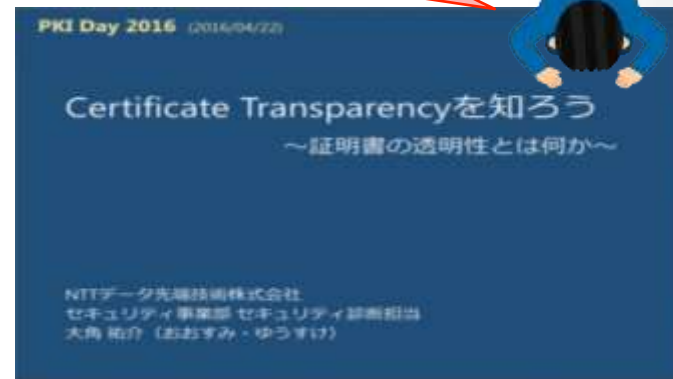 PKI Day 2016 (2016/04/22)
Certificate Transparencyを知ろう
～証明書の透明性とは何か～
NTTデータ先端技術株式会社
セキュリティ事業部 セキュリティ診断担当
大角 祐介（おおすみ・ゆうすけ）